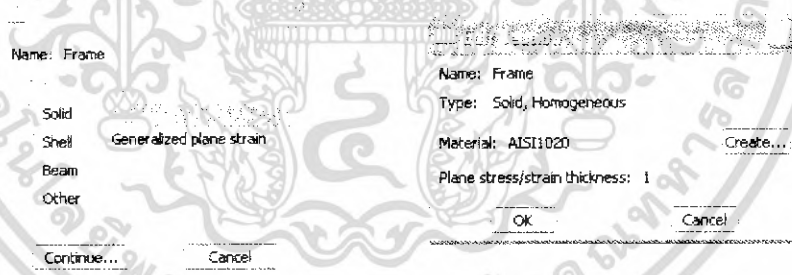 Name: Frame
Solid
Shell
Generalized plane strain
Beam
Other
Continue...
Cancel
Name: Frame
Type: Solid, Homogeneous
Material: AISI1020
Create...
Plane stress/strain thickness: 1
OK
Cancel